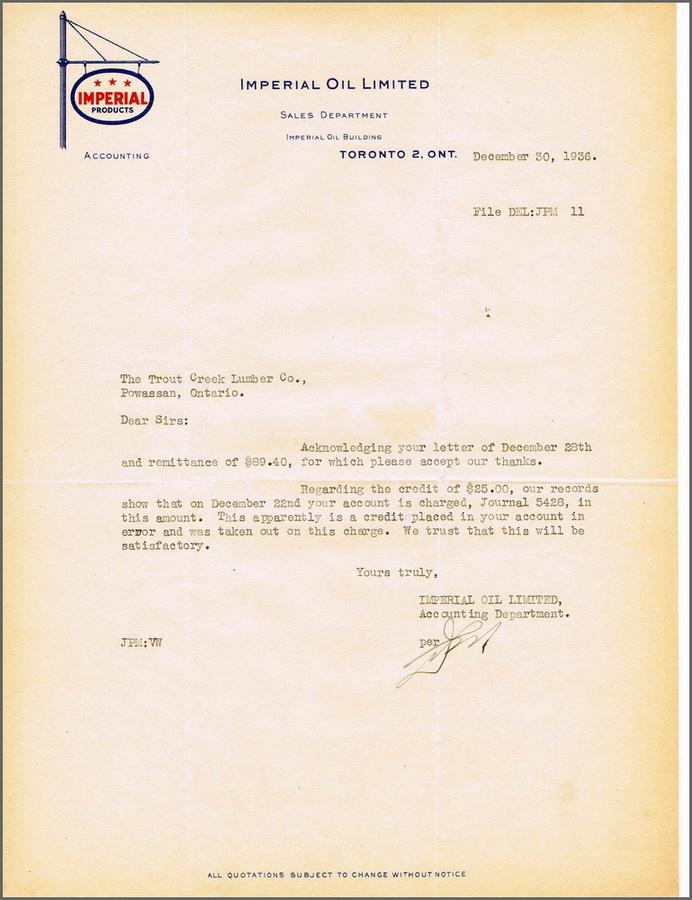 IMPERIAL
PRODUCTS
IMPERIAL OIL LIMITED
SALES DEPARTMENT
IMPERIAL OIL BUILDING
ACCOUNTING
TORONTO 2, ONT. December 30, 1936.
File DEL:JPM 11
The Trout Creek Lumber Co.,
Powassan, Ontario.
Dear Sirs:
Acknowledging your letter of December 28th
and remittance of $89.40, for which please accept our thanks.
Regarding the credit of $25.00, our records
show that on December 22nd your account is charged, Journal 5428, in
this amount. This apparently is a credit placed in your account in
error and was taken out on this charge. We trust that this will be
satisfactory.
Yours truly,
IMPERIAL OIL LIMITED,
Accounting Department.
JPM:VW
per
ALL QUOTATIONS SUBJECT TO CHANGE WITHOUT NOTICE